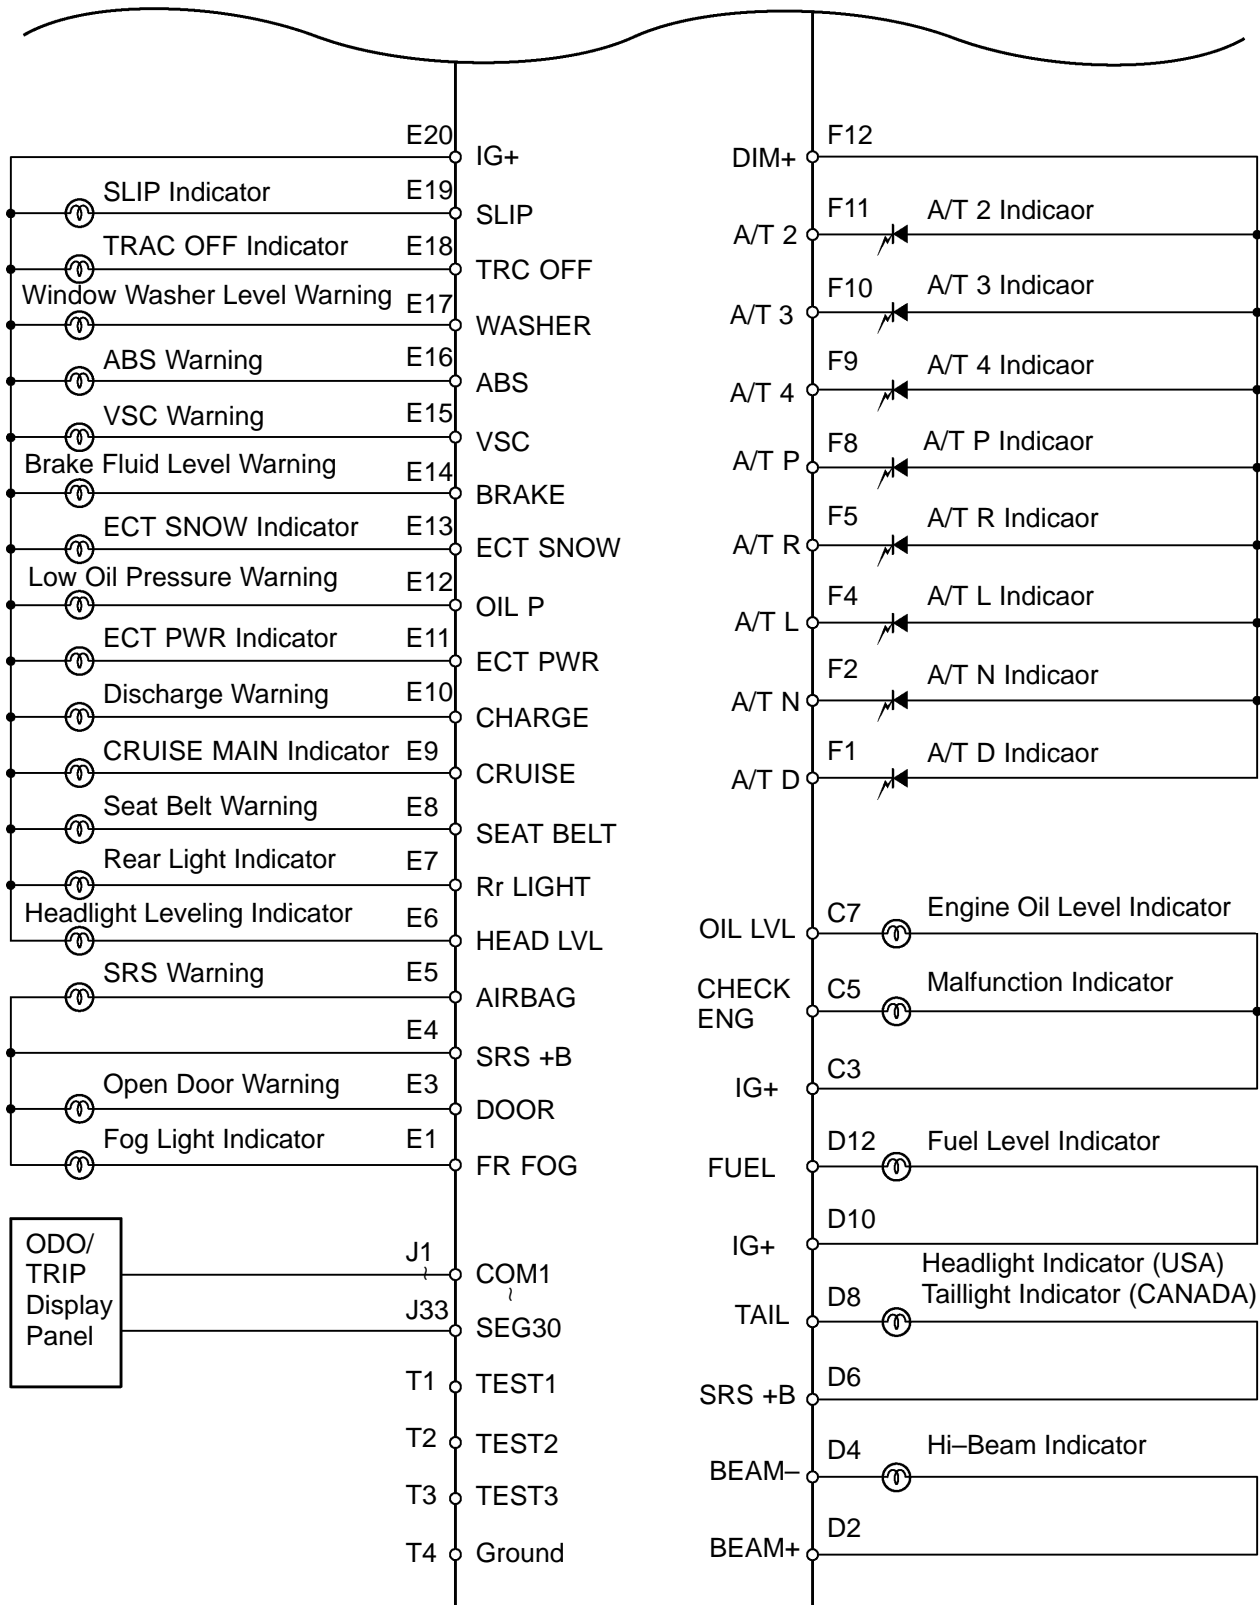 E20
IG+
SLIP Indicator
E19
SLIP
TRAC OFF Indicator
E18
TRC OFF
Window Washer Level Warning
E17
WASHER
ABS Warning
E16
ABS
VSC Warning
E15
VSC
Brake Fluid Level Warning
E14
BRAKE
ECT SNOW Indicator
E13
ECT SNOW
Low Oil Pressure Warning
E12
OIL P
ECT PWR Indicator
E11
ECT PWR
Discharge Warning
E10
CHARGE
CRUISE MAIN Indicator
E9
CRUISE
Seat Belt Warning
E8
SEAT BELT
Rear Light Indicator
E7
Rr LIGHT
Headlight Leveling Indicator
E6
HEAD LVL
SRS Warning
E5
AIRBAG
E4
SRS +B
Open Door Warning
E3
DOOR
Fog Light Indicator
E1
FR FOG
ODO/
TRIP
Display
Panel
J1
~
COM1
~
J33
SEG30
T1
TEST1
T2
TEST2
T3
TEST3
T4
Ground
F12
DIM+
F11
A/T 2 Indicaor
A/T 2
F10
A/T 3 Indicaor
A/T 3
F9
A/T 4 Indicaor
A/T 4
F8
A/T P Indicaor
A/T P
F5
A/T R Indicaor
A/T R
F4
A/T L Indicaor
A/T L
F2
A/T N Indicaor
A/T N
F1
A/T D Indicaor
A/T D
C7
Engine Oil Level Indicator
OIL LVL
C5
Malfunction Indicator
CHECK
ENG
C3
IG+
D12
Fuel Level Indicator
FUEL
D10
IG+
Headlight Indicator (USA)
D8
Taillight Indicator (CANADA)
TAIL
D6
SRS +B
D4
Hi–Beam Indicator
BEAM–
D2
BEAM+